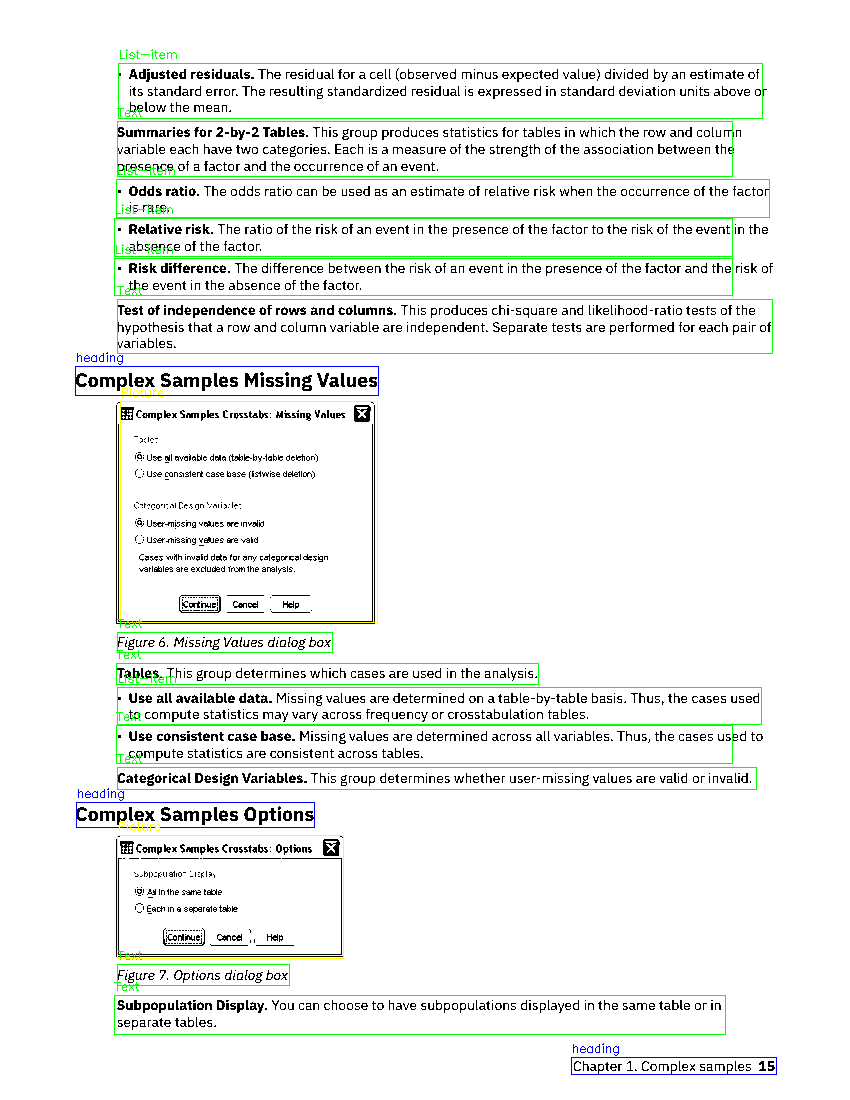 List-item
• Adjusted residuals. The residual for a cell (observed minus expected value) divided by an estimate of
its standard error. The resulting standardized residual is expressed in standard deviation units above or
below the mean.
Text
Summaries for 2-by-2 Tables. This group produces statistics for tables in which the row and column
variable each have two categories. Each is a measure of the strength of the association between the
presence of a factor and the occurrence of an event.
List-item
• Odds ratio. The odds ratio can be used as an estimate of relative risk when the occurrence of the factor
is rare.
List-item
• Relative risk. The ratio of the risk of an event in the presence of the factor to the risk of the event in the
absence of the factor.
List-item
• Risk difference. The difference between the risk of an event in the presence of the factor and the risk of
the event in the absence of the factor.
Text
Test of independence of rows and columns. This produces chi-square and likelihood-ratio tests of the
hypothesis that a row and column variable are independent. Separate tests are performed for each pair of
variables.
heading
Complex Samples Missing Values
Picture
Complex Samples Crosstabs: Missing Values
Tables
Use all available data (table-by-table deletion)
Use consistent case base (listwise deletion)
Categorical Design Variables
User-missing values are invalid
User-missing values are valid
Cases with invalid data for any categorical design
variables are excluded from the analysis.
Continue Cancel Help
Text
Figure 6. Missing Values dialog box
Text
Tables. This group determines which cases are used in the analysis.
List-item
• Use all available data. Missing values are determined on a table-by-table basis. Thus, the cases used
to compute statistics may vary across frequency or crosstabulation tables.
Text
• Use consistent case base. Missing values are determined across all variables. Thus, the cases used to
compute statistics are consistent across tables.
Text
Categorical Design Variables. This group determines whether user-missing values are valid or invalid.
heading
Complex Samples Options
Picture
Complex Samples Crosstabs: Options
Subpopulation Display
All in the same table
Each in a separate table
Continue Cancel Help
Text
Figure 7. Options dialog box
Text
Subpopulation Display. You can choose to have subpopulations displayed in the same table or in
separate tables.
heading
Chapter 1. Complex samples 15